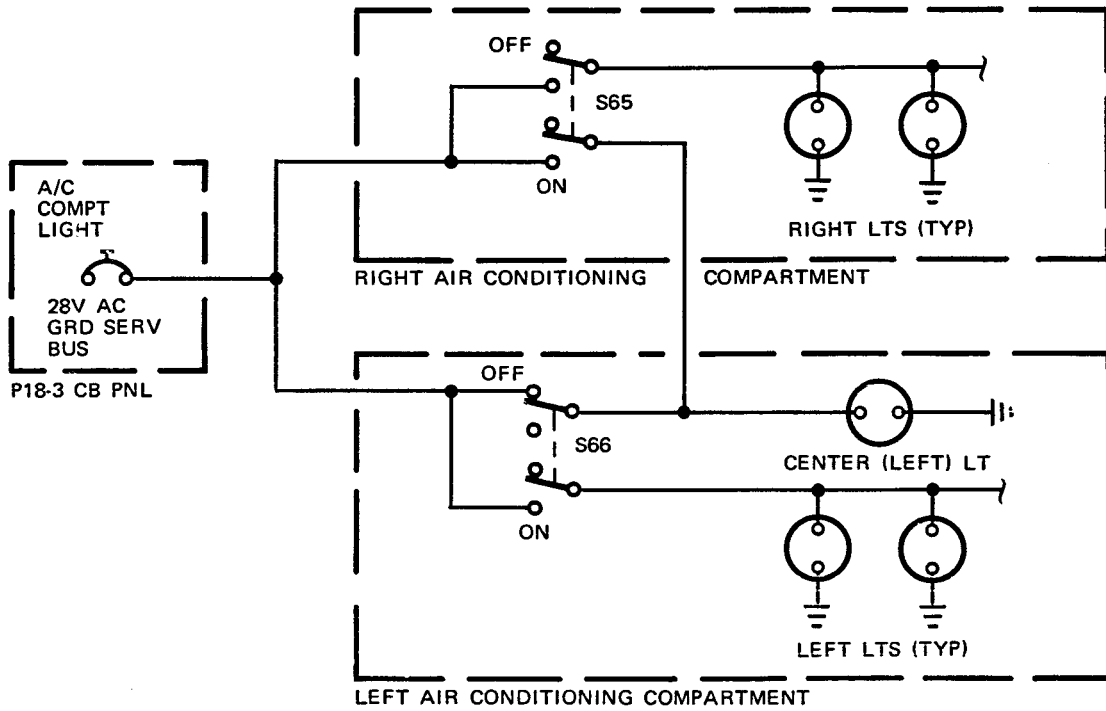 A/C
COMPT
LIGHT
28V AC
GRD SERV
BUS
P18-3 CB PNL
OFF
S65
ON
RIGHT LTS (TYP)
RIGHT AIR CONDITIONING COMPARTMENT
OFF
S66
ON
CENTER (LEFT) LT
LEFT LTS (TYP)
LEFT AIR CONDITIONING COMPARTMENT